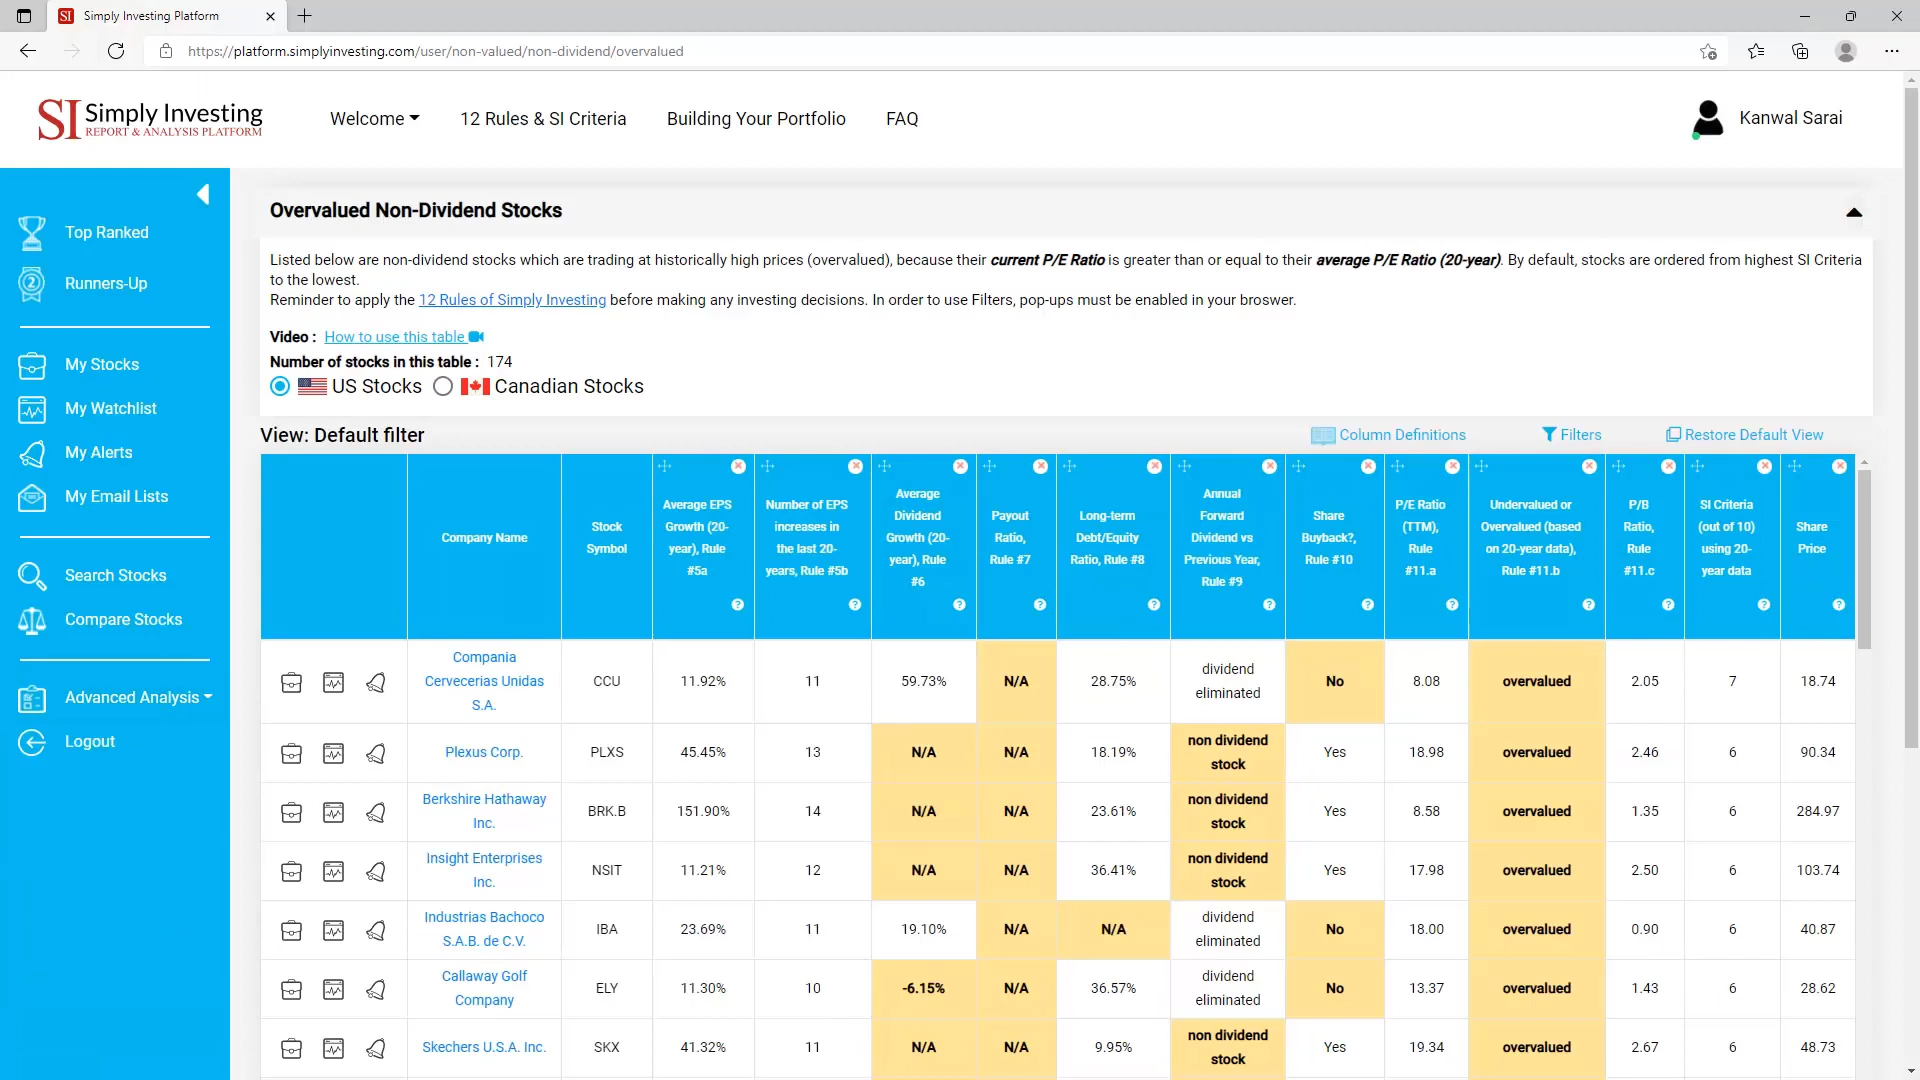 Simply Investing Platform
https://platform.simplyinvesting.com/user/non-valued/non-dividend/overvalued
SI Simply Investing
REPORT & ANALYSIS PLATFORM
Welcome
12 Rules & SI Criteria
Building Your Portfolio
FAQ
Kanwal Sarai
Top Ranked
Runners-Up
My Stocks
My Watchlist
My Alerts
My Email Lists
Search Stocks
Compare Stocks
Advanced Analysis
Logout
Overvalued Non-Dividend Stocks
Listed below are non-dividend stocks which are trading at historically high prices (overvalued), because their current P/E Ratio is greater than or equal to their average P/E Ratio (20-year). By default, stocks are ordered from highest SI Criteria
to the lowest.
Reminder to apply the 12 Rules of Simply Investing before making any investing decisions. In order to use Filters, pop-ups must be enabled in your broswer.
Video : How to use this table
Number of stocks in this table : 174
US Stocks Canadian Stocks
View: Default filter
Column Definitions
Filters
Restore Default View
Company Name
Stock
Symbol
Average EPS
Growth (20-
year), Rule
#5a
Number of EPS
increases in
the last 20-
years, Rule #5b
Average
Dividend
Growth (20-
year), Rule
#6
Payout
Ratio,
Rule #7
Long-term
Debt/Equity
Ratio, Rule #8
Annual
Forward
Dividend vs
Previous Year,
Rule #9
Share
Buyback?,
Rule #10
P/E Ratio
(TTM),
Rule
#11.a
Undervalued or
Overvalued (based
on 20-year data),
Rule #11.b
P/B
Ratio,
Rule
#11.c
SI Criteria
(out of 10)
using 20-
year data
Share
Price
Compania
Cervecerias Unidas
S.A.
CCU 11.92% 11 59.73% N/A 28.75%
dividend
eliminated
No 8.08 overvalued 2.05 7 18.74
Plexus Corp. PLXS 45.45% 13 N/A N/A 18.19%
non dividend
stock
Yes 18.98 overvalued 2.46 6 90.34
Berkshire Hathaway
Inc.
BRK.B 151.90% 14 N/A N/A 23.61%
non dividend
stock
Yes 8.58 overvalued 1.35 6 284.97
Insight Enterprises
Inc.
NSIT 11.21% 12 N/A N/A 36.41%
non dividend
stock
Yes 17.98 overvalued 2.50 6 103.74
Industrias Bachoco
S.A.B. de C.V.
IBA 23.69% 11 19.10% N/A N/A
dividend
eliminated
No 18.00 overvalued 0.90 6 40.87
Callaway Golf
Company
ELY 11.30% 10 -6.15% N/A 36.57%
dividend
eliminated
No 13.37 overvalued 1.43 6 28.62
Skechers U.S.A. Inc. SKX 41.32% 11 N/A N/A 9.95%
non dividend
stock
Yes 19.34 overvalued 2.67 6 48.73